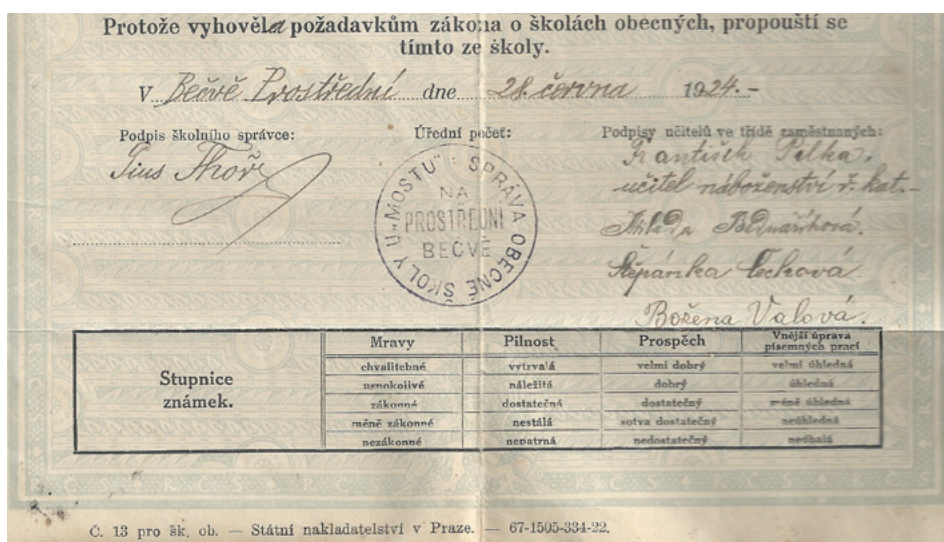 Protože vyhověla požadavkům zákona o školách obecných, propouští se
tímto ze školy.
V Bečvě Prostřední dne 28. června 1924.-
Podpis školního správce:
Úřední pečeť:
Podpisy učitelů ve třídě zaměstnaných:
Pius
František Pilka,
učitel náboženství ř. kat.-
Milada Bednaříková.
Štěpánka Čechová.
Božena Valová.
SPRÁVA OBECNÉ ŠKOLY U „MOSTU“
NA
PROSTŘEDNÍ
BEČVĚ
Stupnice
známek.
Mravy Pilnost Prospěch Vnější úprava
písemných prací
chvalitebné vytrvalá velmi dobrý velmi úhledná
uspokojivé náležitá dobrý úhledná
zákonné dostatečná dostatečný méně úhledná
méně zákonné nestálá sotva dostatečný neúhledná
nezákonné nepatrná nedostatečný nedbalá
R·Č·S
Č. 13 pro šk. ob. — Státní nakladatelství v Praze. — 67-1505-334-22.